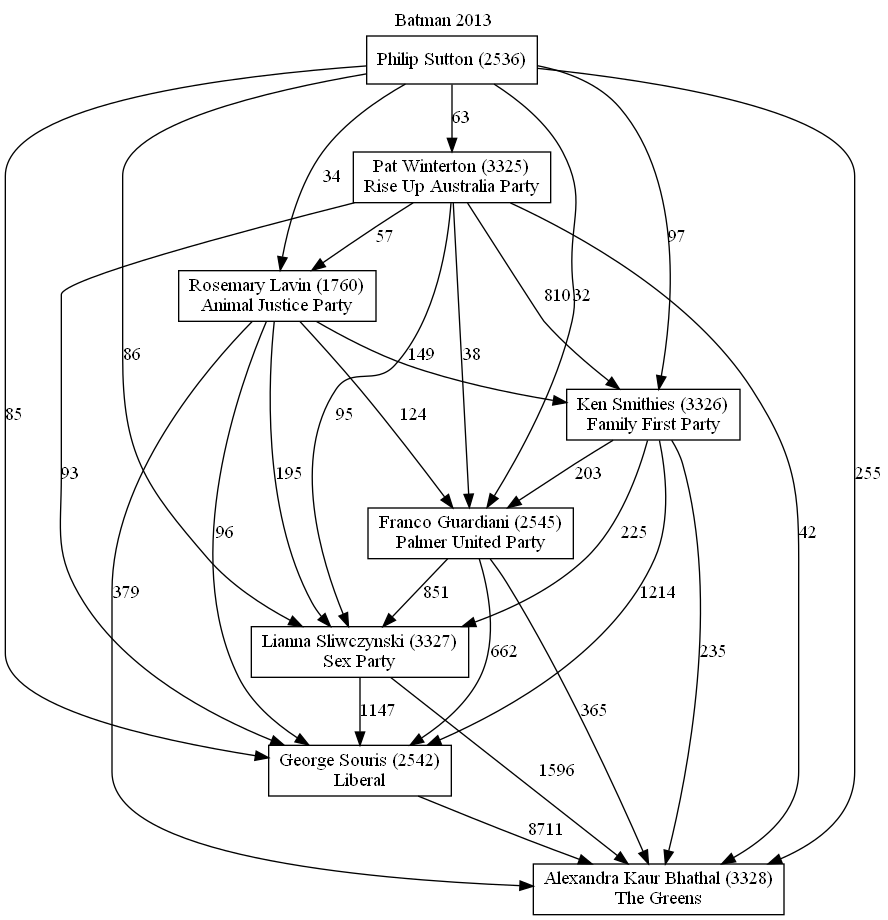 Batman 2013
Philip Sutton (2536)
63
Pat Winterton (3325)
Rise Up Australia Party
34
57
97
Rosemary Lavin (1760)
Animal Justice Party
810
32
86
149
38
Ken Smithies (3326)
Family First Party
85
95
124
93
195
203
255
Franco Guardiani (2545)
Palmer United Party
96
225
42
379
851
1214
Lianna Sliwczynski (3327)
Sex Party
662
235
1147
365
George Souris (2542)
Liberal
1596
8711
Alexandra Kaur Bhathal (3328)
The Greens